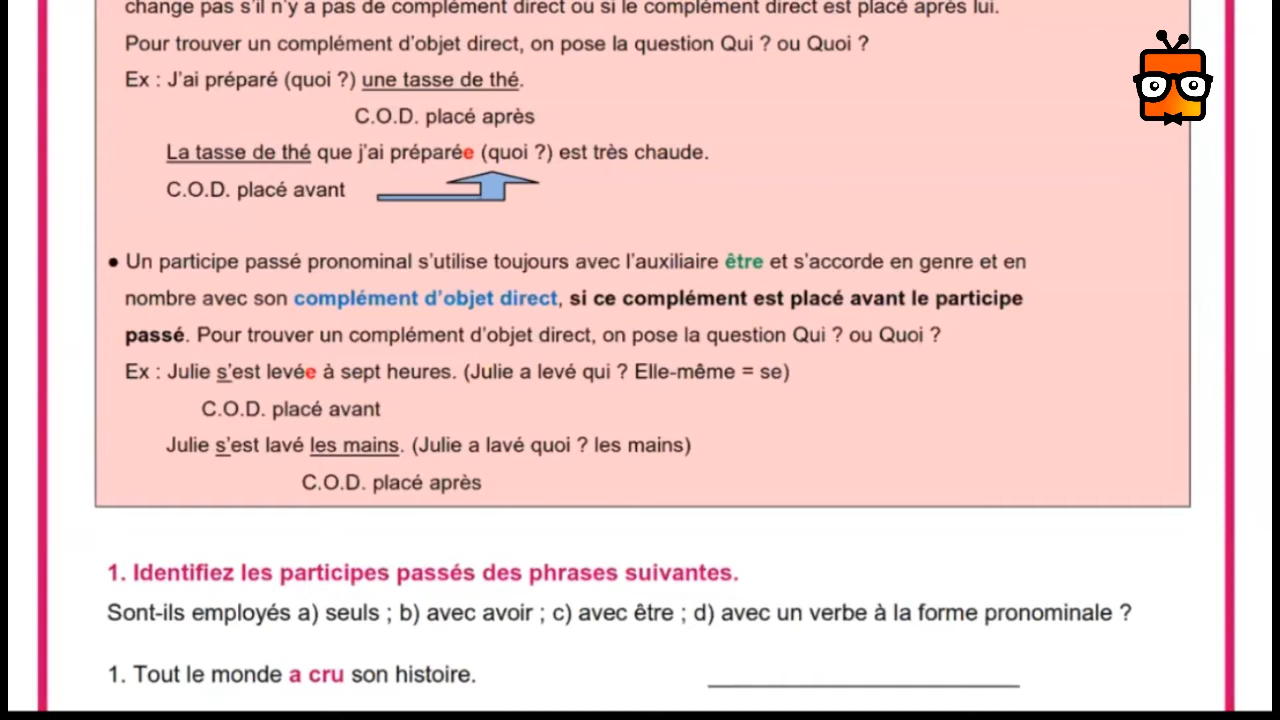 change pas s'il n'y a pas de complément direct ou si le complément direct est placé après lui.
Pour trouver un complément d'objet direct, on pose la question Qui ? ou Quoi ?
Ex : J'ai préparé (quoi ?) une tasse de thé.
C.O.D. placé après
La tasse de thé que j'ai préparée (quoi ?) est très chaude.
C.O.D. placé avant
● Un participe passé pronominal s'utilise toujours avec l'auxiliaire être et s'accorde en genre et en
nombre avec son complément d'objet direct, si ce complément est placé avant le participe
passé. Pour trouver un complément d'objet direct, on pose la question Qui ? ou Quoi ?
Ex : Julie s'est levée à sept heures. (Julie a levé qui ? Elle-même = se)
C.O.D. placé avant
Julie s'est lavé les mains. (Julie a lavé quoi ? les mains)
C.O.D. placé après
1. Identifiez les participes passés des phrases suivantes.
Sont-ils employés a) seuls ; b) avec avoir ; c) avec être ; d) avec un verbe à la forme pronominale ?
1. Tout le monde a cru son histoire.